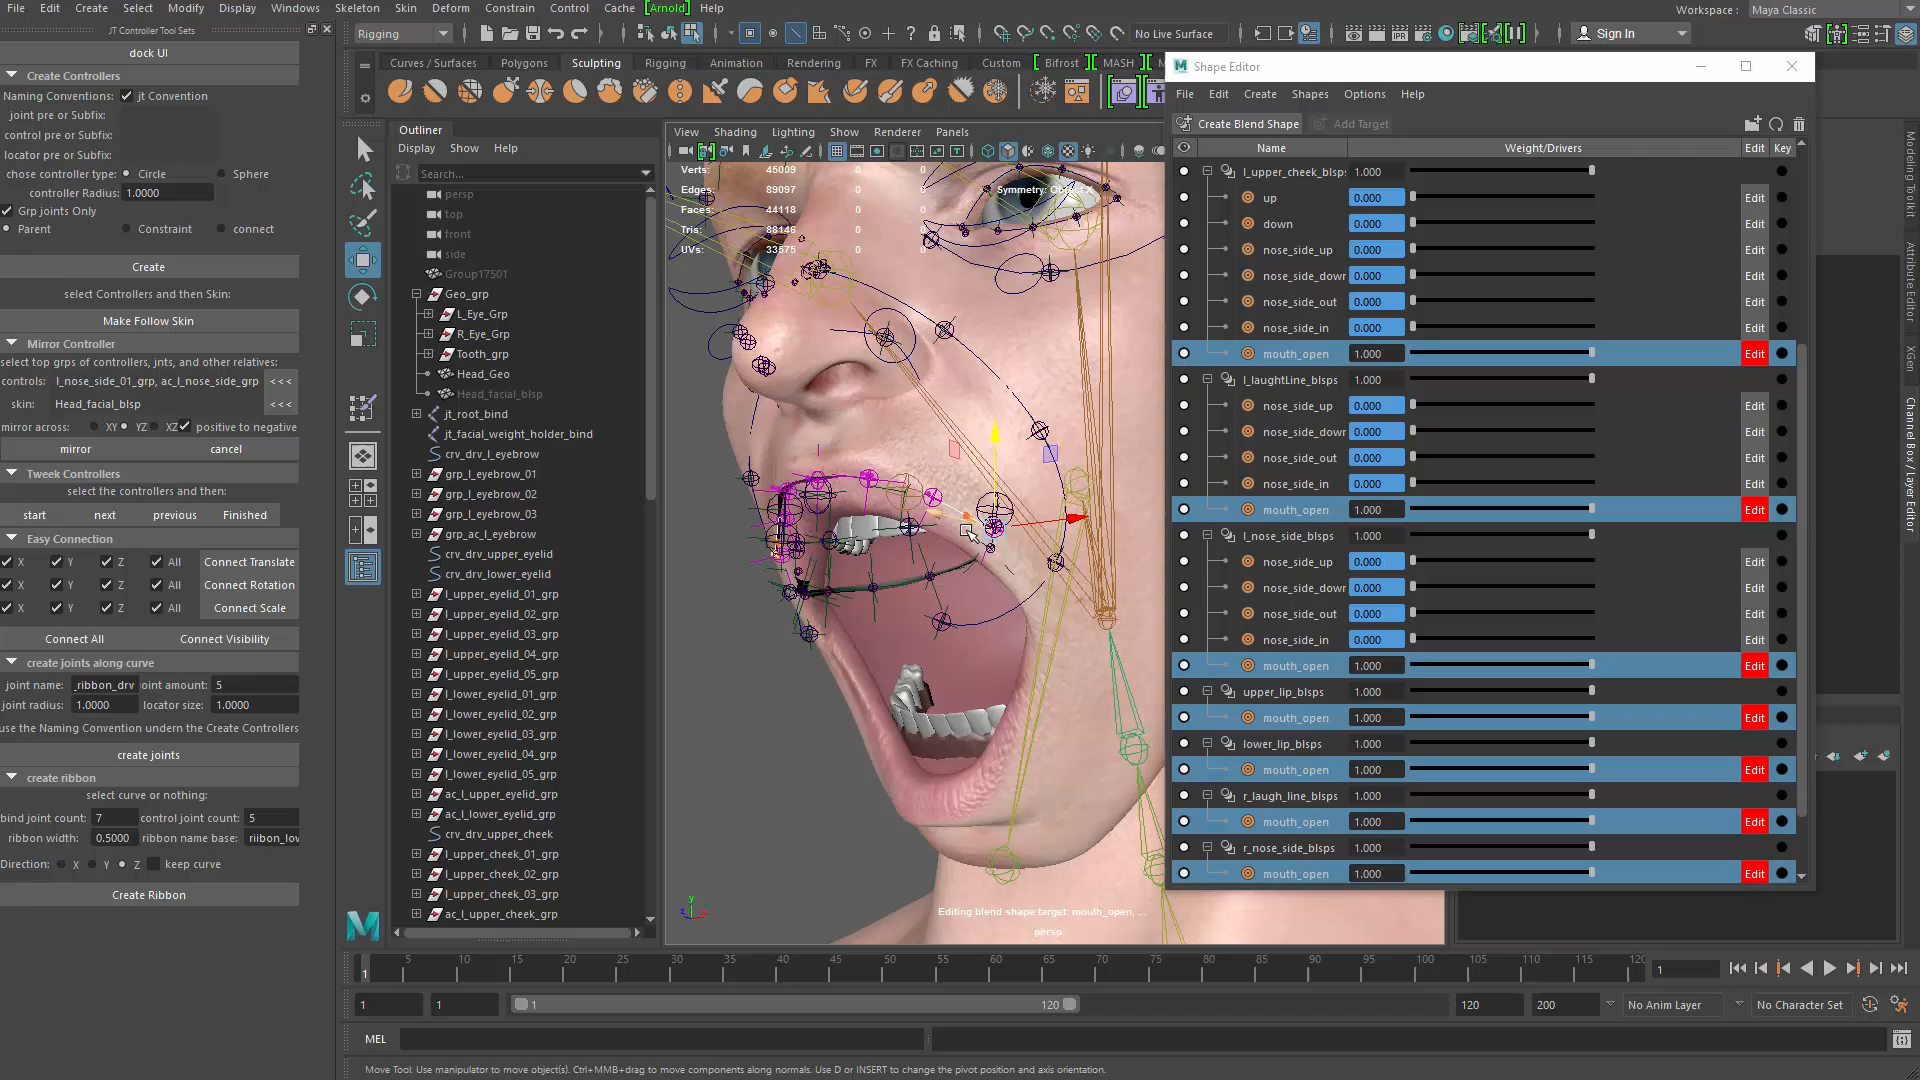 File Edit Create Select Modify Display Windows Skeleton Skin Deform Constrain Control Cache [Arnold] Help
Workspace : Maya Classic
JT Controller Tool Sets
Rigging
No Live Surface
Sign In
dock UI
Curves / Surfaces Polygons Sculpting Rigging Animation Rendering FX FX Caching Custom Bifrost MASH
Create Controllers
Naming Conventions: jt Convention
joint pre or Subfix:
control pre or Subfix:
locator pre or Subfix:
chose controller type: Circle Sphere
controller Radius: 1.0000
Grp joints Only
Parent Constraint connect
Create
select Controllers and then Skin:
Make Follow Skin
Mirror Controller
select top grps of controllers, jnts, and other relatives:
controls: l_nose_side_01_grp, ac_l_nose_side_grp <<<
skin: Head_facial_blsp <<<
mirror across: XY YZ XZ positive to negative
mirror cancel
Tweek Controllers
select the controllers and then:
start next previous Finished
Easy Connection
X Y Z All Connect Translate
X Y Z All Connect Rotation
X Y Z All Connect Scale
Connect All Connect Visibility
create joints along curve
joint name: _ribbon_drv oint amount: 5
joint radius: 1.0000 locator size: 1.0000
use the Naming Convention undern the Create Controllers
create joints
create ribbon
select curve or nothing:
bind joint count: 7 control joint count: 5
ribbon width: 0.5000 ribbon name base: riibon_lov
Direction: X Y Z keep curve
Create Ribbon
Outliner
Display Show Help
Search...
persp
top
front
side
Group17501
Geo_grp
L_Eye_Grp
R_Eye_Grp
Tooth_grp
Head_Geo
Head_facial_blsp
jt_root_bind
jt_facial_weight_holder_bind
crv_drv_l_eyebrow
grp_l_eyebrow_01
grp_l_eyebrow_02
grp_l_eyebrow_03
grp_ac_l_eyebrow
crv_drv_upper_eyelid
crv_drv_lower_eyelid
l_upper_eyelid_01_grp
l_upper_eyelid_02_grp
l_upper_eyelid_03_grp
l_upper_eyelid_04_grp
l_upper_eyelid_05_grp
l_lower_eyelid_01_grp
l_lower_eyelid_02_grp
l_lower_eyelid_03_grp
l_lower_eyelid_04_grp
l_lower_eyelid_05_grp
ac_l_upper_eyelid_grp
ac_l_lower_eyelid_grp
crv_drv_upper_cheek
l_upper_cheek_01_grp
l_upper_cheek_02_grp
l_upper_cheek_03_grp
ac_l_upper_cheek_grp
View Shading Lighting Show Renderer Panels
Verts: 45009 0 0
Edges: 89097 0 0
Faces: 44118 0 0
Tris: 88146 0 0
UVs: 33575 0 0
Symmetry: Object X
Editing blend shape target: mouth_open, ...
persp
y
z
Shape Editor
File Edit Create Shapes Options Help
Create Blend Shape Add Target
Name Weight/Drivers Edit Key
l_upper_cheek_blsp: 1.000
up 0.000 Edit
down 0.000 Edit
nose_side_up 0.000 Edit
nose_side_down 0.000 Edit
nose_side_out 0.000 Edit
nose_side_in 0.000 Edit
mouth_open 1.000 Edit
l_laughtLine_blsps 1.000
nose_side_up 0.000 Edit
nose_side_down 0.000 Edit
nose_side_out 0.000 Edit
nose_side_in 0.000 Edit
mouth_open 1.000 Edit
l_nose_side_blsps 1.000
nose_side_up 0.000 Edit
nose_side_down 0.000 Edit
nose_side_out 0.000 Edit
nose_side_in 0.000 Edit
mouth_open 1.000 Edit
upper_lip_blsps 1.000
mouth_open 1.000 Edit
lower_lip_blsps 1.000
mouth_open 1.000 Edit
r_laugh_line_blsps 1.000
mouth_open 1.000 Edit
r_nose_side_blsps 1.000
mouth_open 1.000 Edit
Modeling Toolkit
Attribute Editor
XGen
Channel Box / Layer Editor
5 10 15 20 25 30 35 40 45 50 55 60 65 70 75 80 85 90 95 100 105 110 115 120
1
1
1 1 1 120 120 200 No Anim Layer No Character Set
MEL
Move Tool: Use manipulator to move object(s). Ctrl+MMB+drag to move components along normals. Use D or INSERT to change the pivot position and axis orientation.